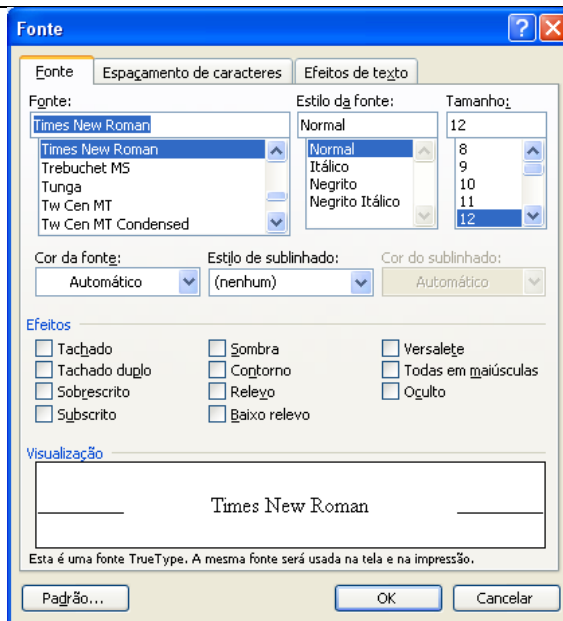 Fonte
Fonte Espaçamento de caracteres Efeitos de texto
Fonte: Estilo da fonte: Tamanho:
Times New Roman Normal 12
Times New Roman Normal 8
Trebuchet MS Itálico 9
Tunga Negrito 10
Tw Cen MT Negrito Itálico 11
Tw Cen MT Condensed 12
Cor da fonte: Estilo de sublinhado: Cor do sublinhado:
Automático (nenhum) Automático
Efeitos
Tachado Sombra Versalete
Tachado duplo Contorno Todas em maiúsculas
Sobrescrito Relevo Oculto
Subscrito Baixo relevo
Visualização
Times New Roman
Esta é uma fonte TrueType. A mesma fonte será usada na tela e na impressão.
Padrão... OK Cancelar